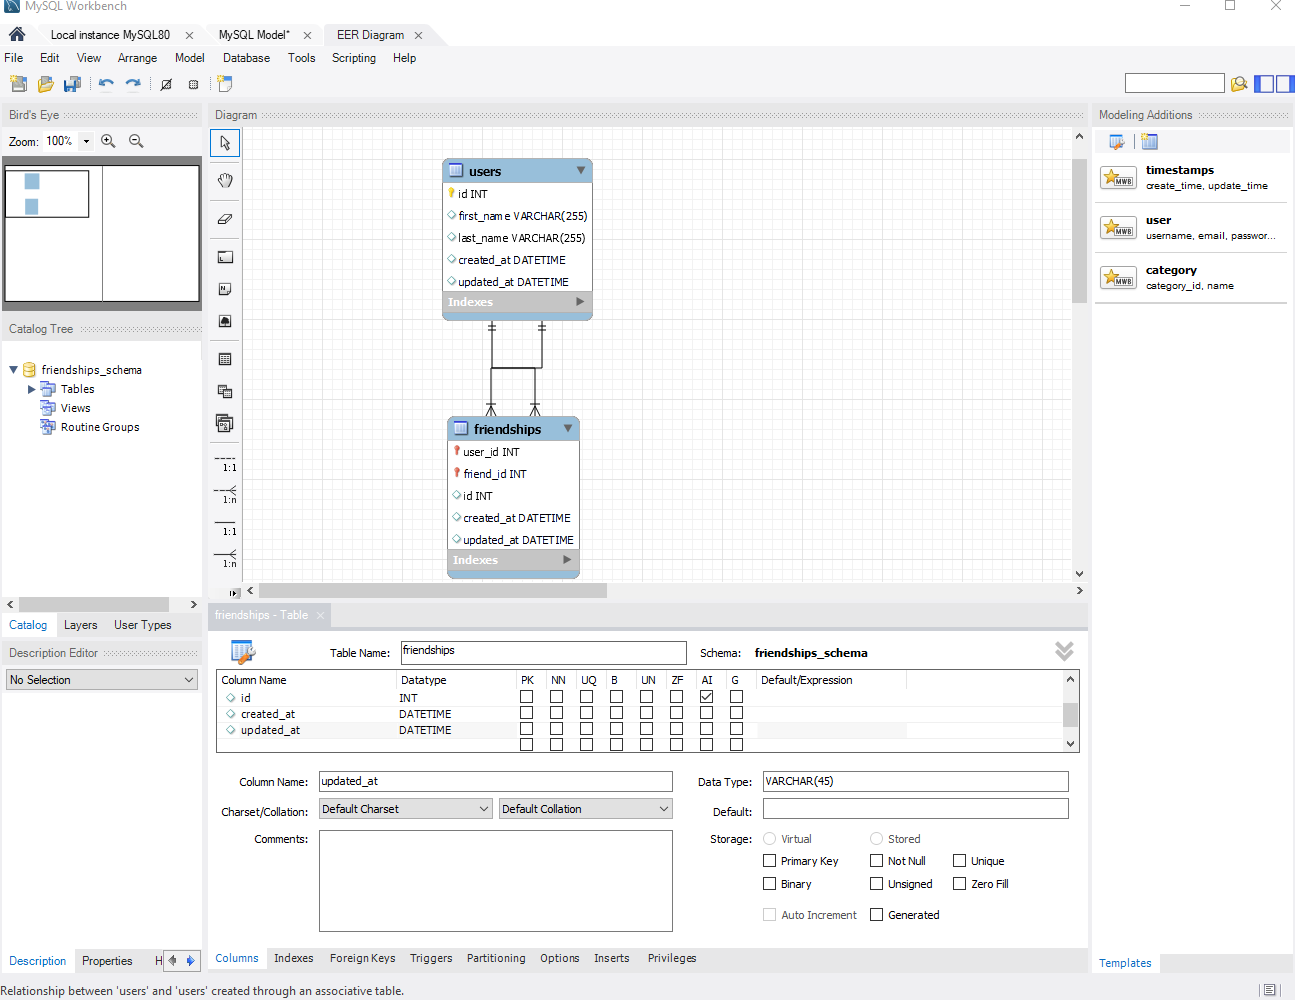 MySQL Workbench
Local instance MySQL80
MySQL Model*
EER Diagram
File Edit View Arrange Model Database Tools Scripting Help
Bird's Eye
Zoom: 100%
Catalog Tree
friendships_schema
Tables
Views
Routine Groups
Catalog Layers User Types
Description Editor
No Selection
Description Properties H
Diagram
1:1
1:n
1:1
1:n
users
id INT
first_name VARCHAR(255)
last_name VARCHAR(255)
created_at DATETIME
updated_at DATETIME
Indexes
friendships
user_id INT
friend_id INT
id INT
created_at DATETIME
updated_at DATETIME
Indexes
friendships - Table
Table Name: friendships Schema: friendships_schema
Column Name Datatype PK NN UQ B UN ZF AI G Default/Expression
id INT
created_at DATETIME
updated_at DATETIME
Column Name: updated_at Data Type: VARCHAR(45)
Charset/Collation: Default Charset Default Collation Default:
Comments: Storage: Virtual Stored
Primary Key Not Null Unique
Binary Unsigned Zero Fill
Auto Increment Generated
Columns Indexes Foreign Keys Triggers Partitioning Options Inserts Privileges
Modeling Additions
MWB
timestamps
create_time, update_time
MWB
user
username, email, passwor...
MWB
category
category_id, name
Templates
Relationship between 'users' and 'users' created through an associative table.